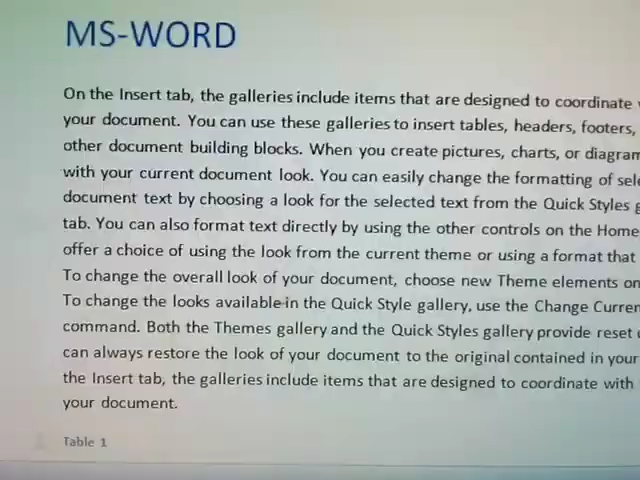 MS-WORD
On the Insert tab, the galleries include items that are designed to coordinate
your document. You can use these galleries to insert tables, headers, footers,
other document building blocks. When you create pictures, charts, or diagram
with your current document look. You can easily change the formatting of sele
document text by choosing a look for the selected text from the Quick Styles g
tab. You can also format text directly by using the other controls on the Home
offer a choice of using the look from the current theme or using a format that
To change the overall look of your document, choose new Theme elements on
To change the looks available in the Quick Style gallery, use the Change Curren
command. Both the Themes gallery and the Quick Styles gallery provide reset
can always restore the look of your document to the original contained in your
the Insert tab, the galleries include items that are designed to coordinate with
your document.
Table 1